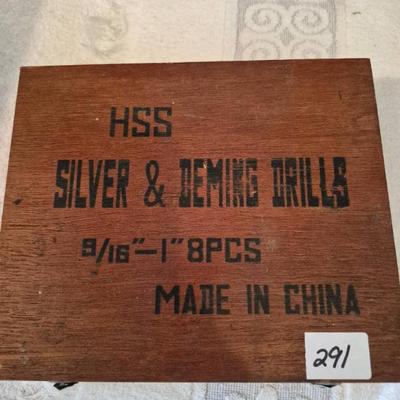 HSS
SILVER & DEMING DRILLS
9/16"-1" 8PCS
MADE IN CHINA
291